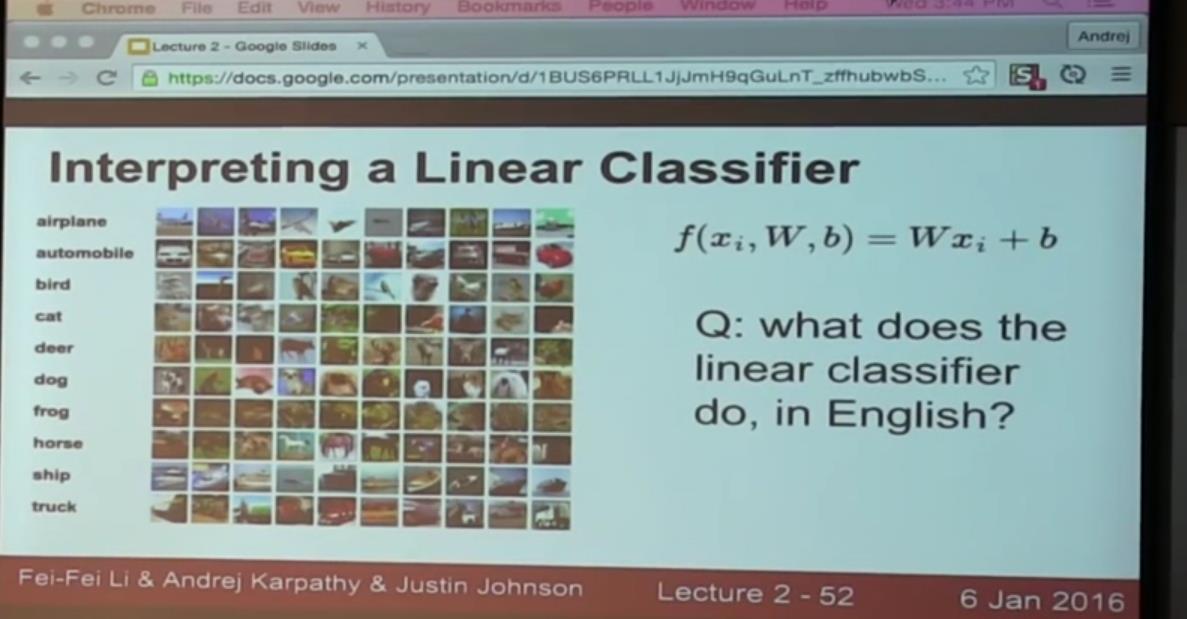 Chrome File Edit View History Bookmarks People Window Help Wed 3:44 PM
Lecture 2 - Google Slides
Andrej
https://docs.google.com/presentation/d/1BUS6PRLL1JjJmH9qGuLnT_zffhubwbS...
Interpreting a Linear Classifier
airplane
automobile
bird
cat
deer
dog
frog
horse
ship
truck
f(xᵢ, W, b) = Wxᵢ + b
Q: what does the
linear classifier
do, in English?
Fei-Fei Li & Andrej Karpathy & Justin Johnson Lecture 2 - 52 6 Jan 2016